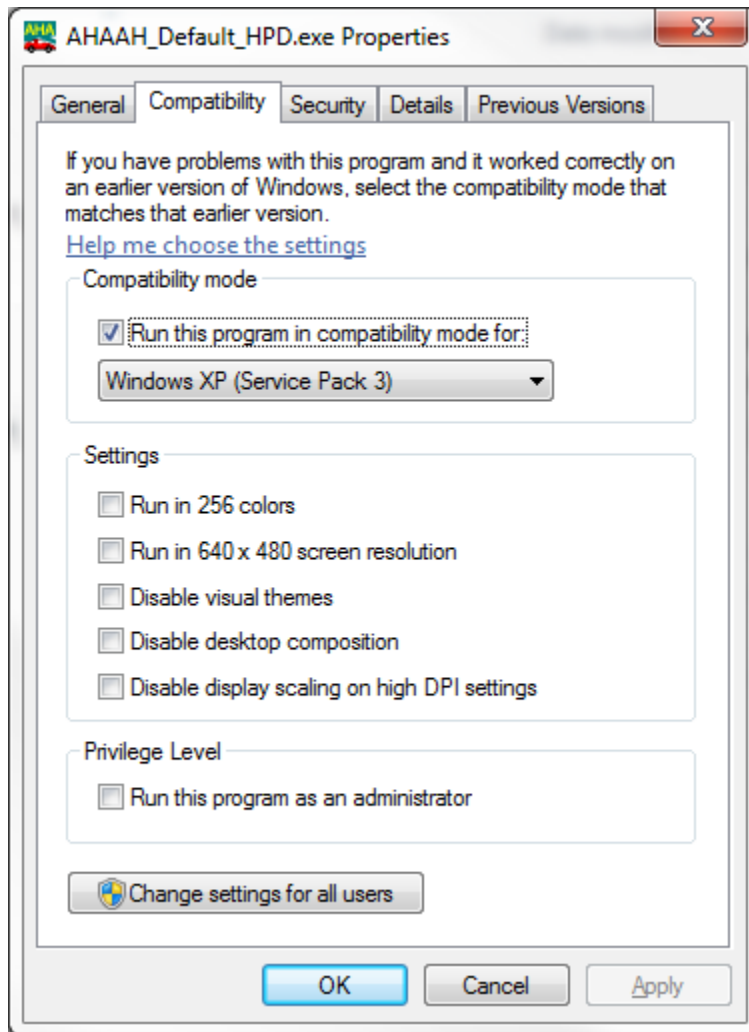 AHAAH_Default_HPD.exe Properties
General Compatibility Security Details Previous Versions
If you have problems with this program and it worked correctly on
an earlier version of Windows, select the compatibility mode that
matches that earlier version.
Help me choose the settings
Compatibility mode
Run this program in compatibility mode for:
Windows XP (Service Pack 3)
Settings
Run in 256 colors
Run in 640 x 480 screen resolution
Disable visual themes
Disable desktop composition
Disable display scaling on high DPI settings
Privilege Level
Run this program as an administrator
Change settings for all users
OK Cancel Apply